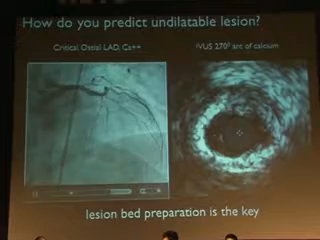 How do you predict undilatable lesion?
Critical Ostial LAD, Ca++
IVUS 270⁰ arc of calcium
lesion bed preparation is the key